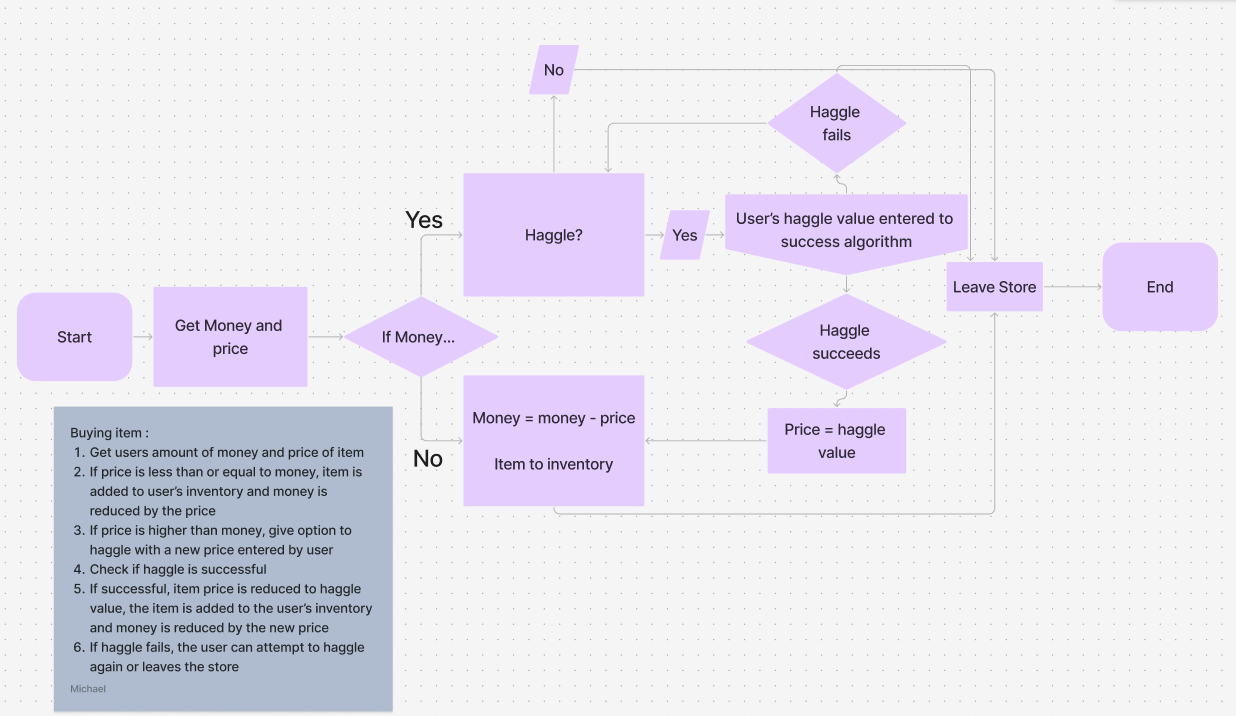 No
Haggle
fails
Yes
Haggle?
Yes
User's haggle value entered to
success algorithm
Leave Store
End
Start
Get Money and
price
If Money...
Haggle
succeeds
No
Money = money - price
Item to inventory
Price = haggle
value
Buying item :
1. Get users amount of money and price of item
2. If price is less than or equal to money, item is
added to user's inventory and money is
reduced by the price
3. If price is higher than money, give option to
haggle with a new price entered by user
4. Check if haggle is successful
5. If successful, item price is reduced to haggle
value, the item is added to the user's inventory
and money is reduced by the new price
6. If haggle fails, the user can attempt to haggle
again or leaves the store
Michael